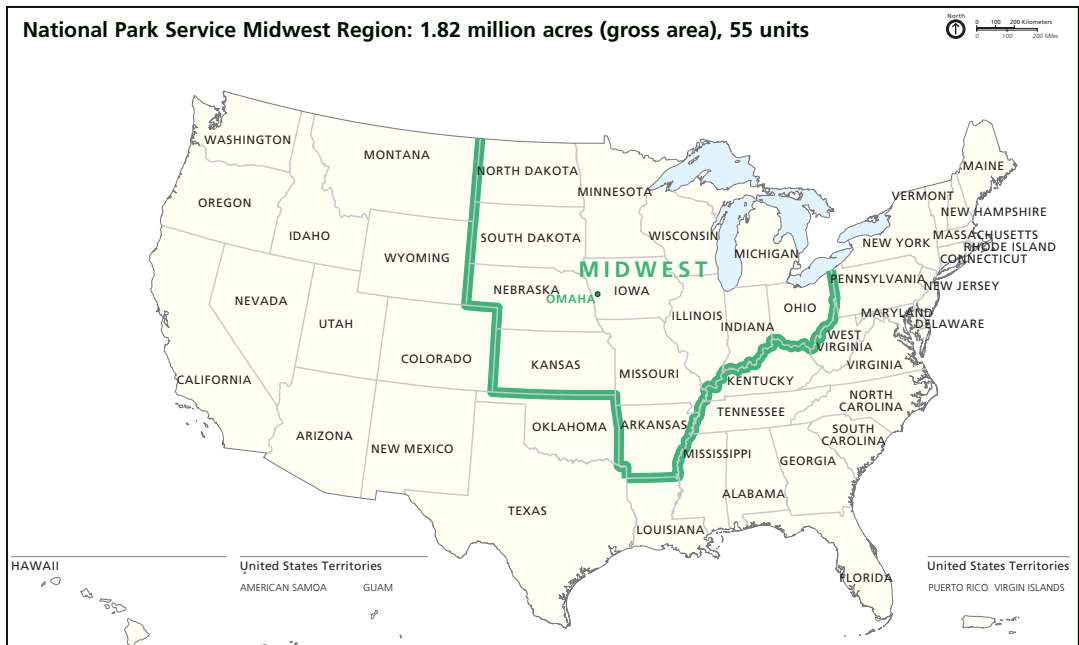 National Park Service Midwest Region: 1.82 million acres (gross area), 55 units
North
0 100 200 Kilometers
0 100 200 Miles
WASHINGTON
MONTANA
NORTH DAKOTA
MINNESOTA
MAINE
OREGON
VERMONT
NEW HAMPSHIRE
IDAHO
SOUTH DAKOTA
WISCONSIN
MICHIGAN
NEW YORK
MASSACHUSETTS
RHODE ISLAND
CONNECTICUT
WYOMING
MIDWEST
NEBRASKA
OMAHA
IOWA
PENNSYLVANIA
NEW JERSEY
NEVADA
UTAH
ILLINOIS
INDIANA
OHIO
MARYLAND
DELAWARE
WEST
VIRGINIA
COLORADO
KANSAS
MISSOURI
KENTUCKY
VIRGINIA
CALIFORNIA
NORTH
CAROLINA
TENNESSEE
ARIZONA
NEW MEXICO
OKLAHOMA
ARKANSAS
SOUTH
CAROLINA
MISSISSIPPI
GEORGIA
ALABAMA
TEXAS
LOUISIANA
FLORIDA
HAWAII
United States Territories
AMERICAN SAMOA GUAM
United States Territories
PUERTO RICO VIRGIN ISLANDS